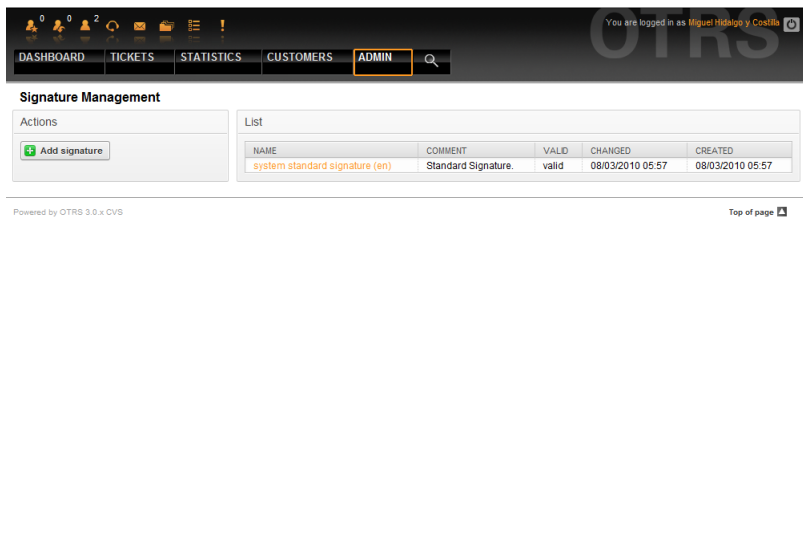 0 0 2
You are logged in as Miguel Hidalgo y Costilla
OTRS
DASHBOARD TICKETS STATISTICS CUSTOMERS ADMIN
Signature Management
Actions
Add signature
List
NAME COMMENT VALID CHANGED CREATED
system standard signature (en) Standard Signature. valid 08/03/2010 05:57 08/03/2010 05:57
Powered by OTRS 3.0.x CVS
Top of page